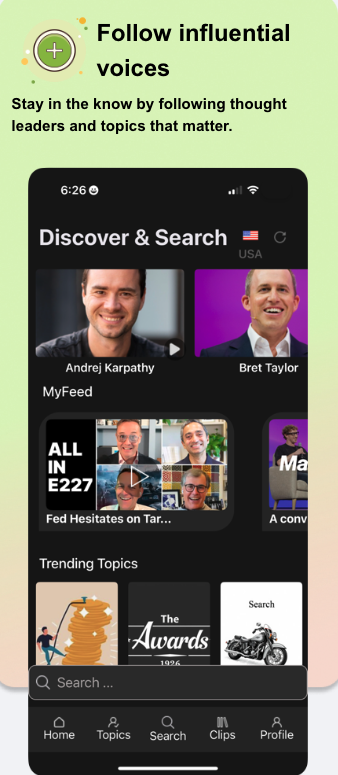 Follow influential
voices
Stay in the know by following thought
leaders and topics that matter.
6:26
Discover & Search
USA
Andrej Karpathy
Bret Taylor
MyFeed
ALL
IN
E227
Ma
Fed Hesitates on Tar...
A conv
Trending Topics
The
Awards
1926
Search
Search ...
Home
Topics
Search
Clips
Profile